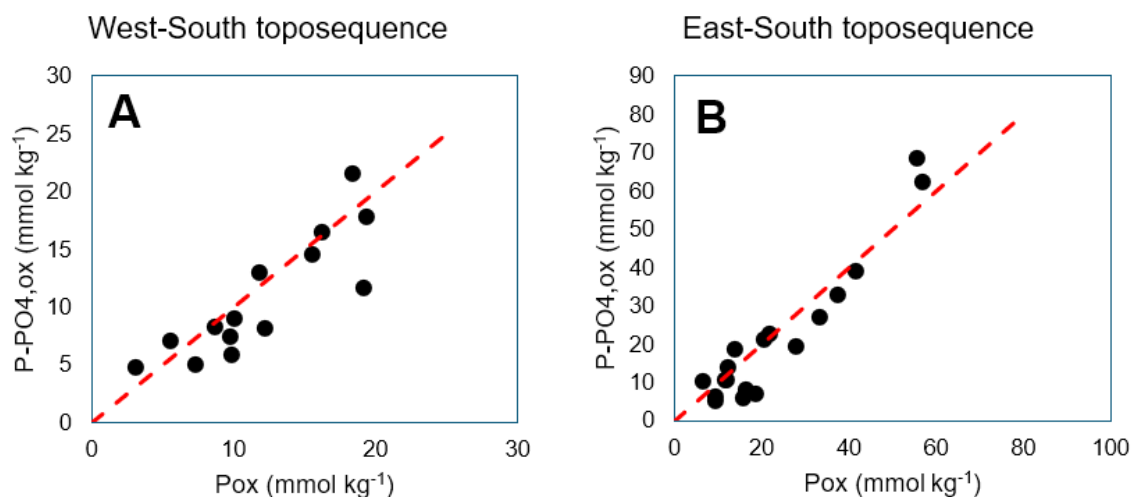 West-South toposequence
A
P-PO4,ox (mmol kg⁻¹)
30
25
20
15
10
5
0
0 10 20 30
Pox (mmol kg⁻¹)
East-South toposequence
B
P-PO4,ox (mmol kg⁻¹)
90
80
70
60
50
40
30
20
10
0
0 20 40 60 80 100
Pox (mmol kg⁻¹)